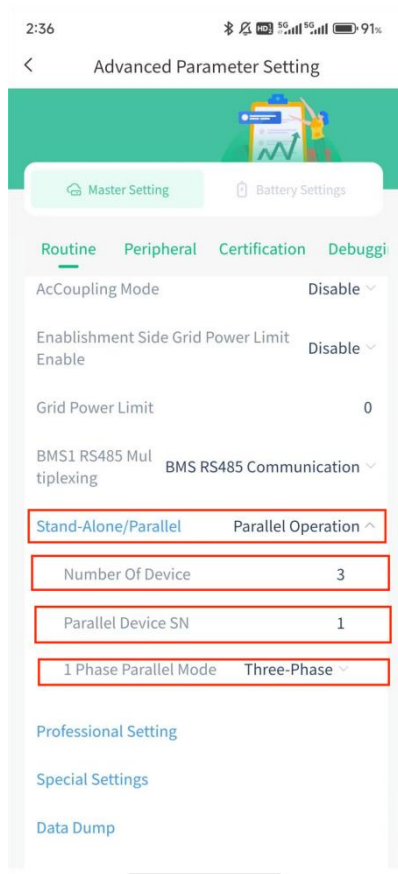 2:36
HD 5G 5G 91%
Advanced Parameter Setting
Master Setting Battery Settings
Routine Peripheral Certification Debuggi
AcCoupling Mode Disable
Enablishment Side Grid Power Limit
Enable Disable
Grid Power Limit 0
BMS1 RS485 Mul
tiplexing BMS RS485 Communication
Stand-Alone/Parallel Parallel Operation
Number Of Device 3
Parallel Device SN 1
1 Phase Parallel Mode Three-Phase
Professional Setting
Special Settings
Data Dump